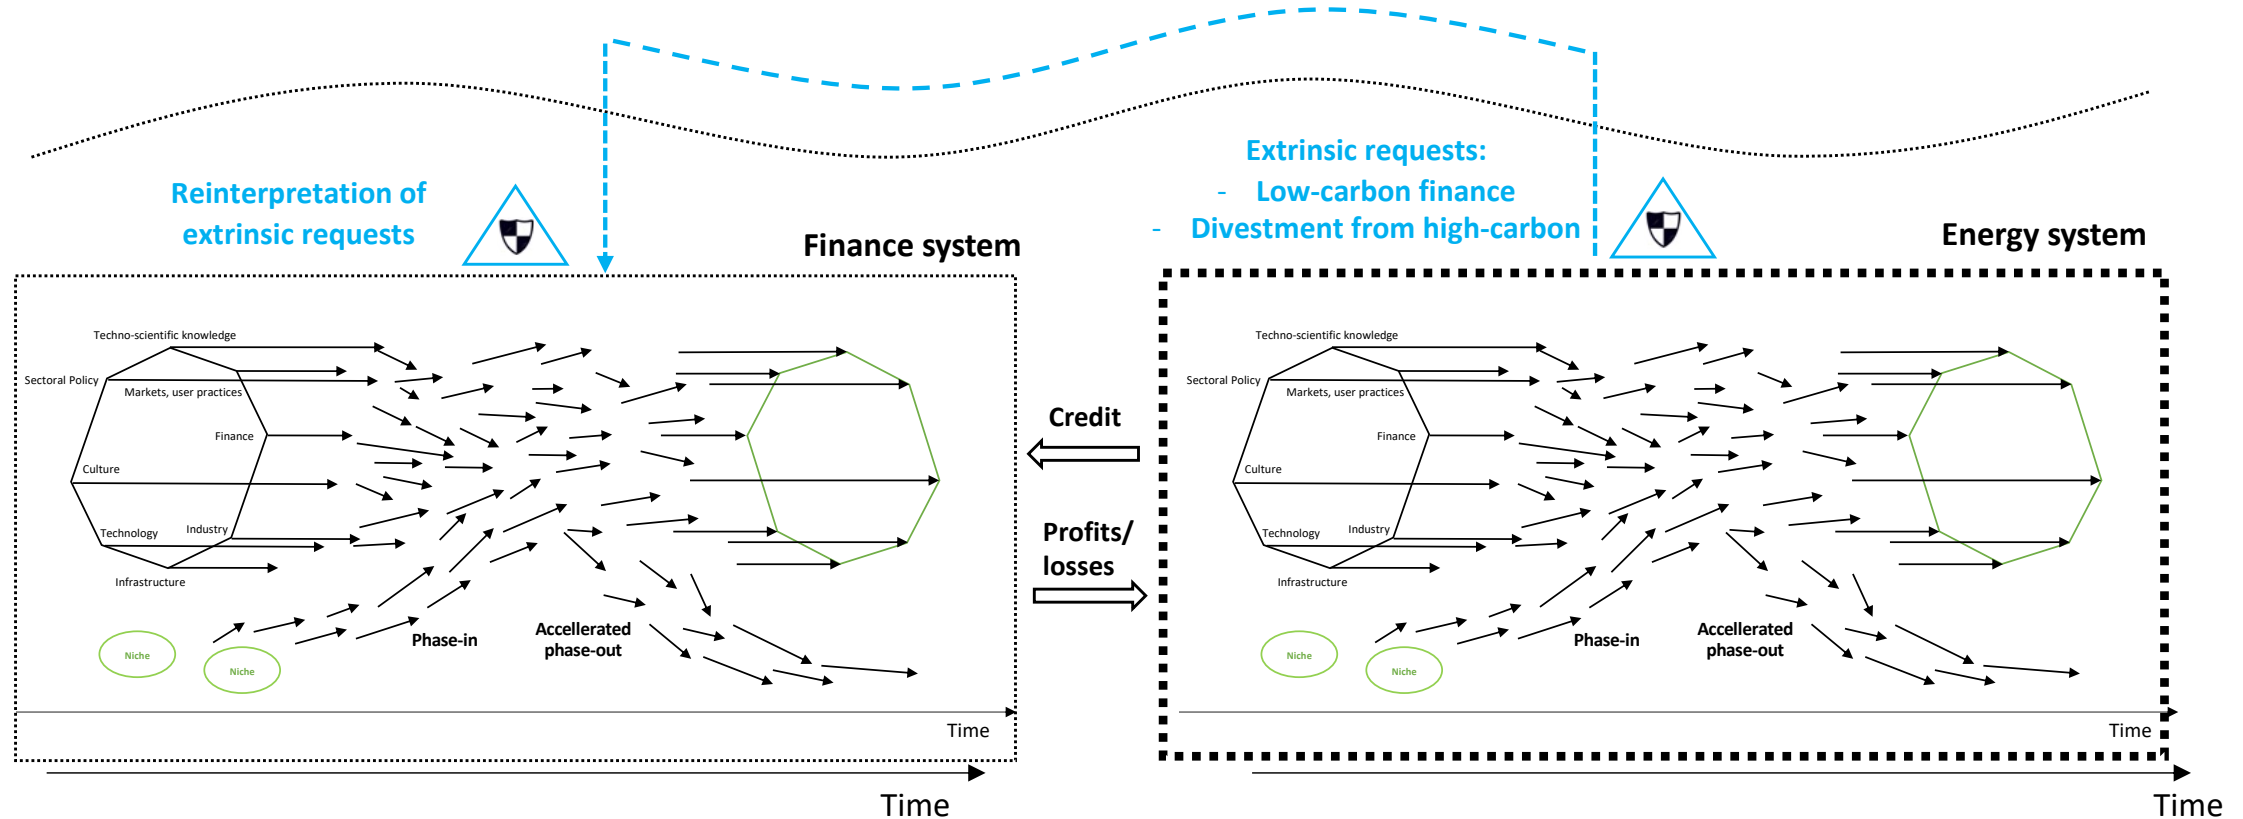 Reinterpretation of
extrinsic requests
Extrinsic requests:
- Low-carbon finance
- Divestment from high-carbon
Finance system
Energy system
Techno-scientific knowledge
Sectoral Policy
Markets, user practices
Finance
Culture
Technology
Industry
Infrastructure
Niche
Niche
Phase-in
Accellerated
phase-out
Time
Time
Credit
Profits/
losses
Techno-scientific knowledge
Sectoral Policy
Markets, user practices
Finance
Culture
Technology
Industry
Infrastructure
Niche
Niche
Phase-in
Accellerated
phase-out
Time
Time